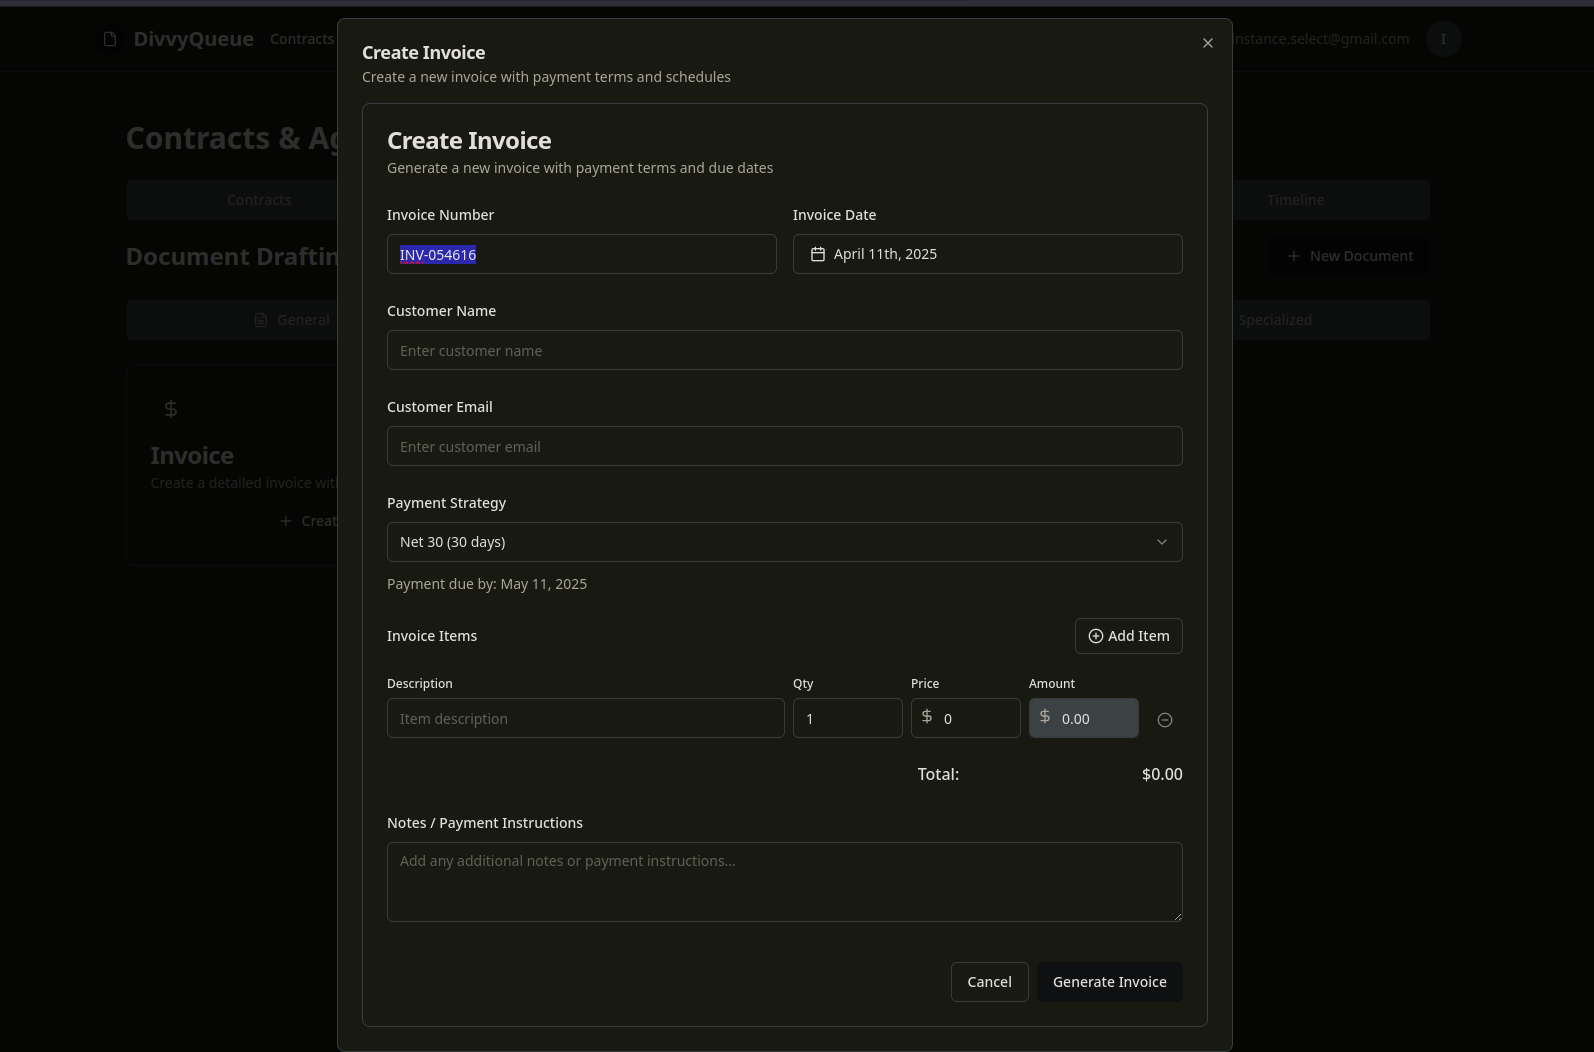 DivvyQueue Contracts
instance.select@gmail.com I
Create Invoice
Create a new invoice with payment terms and schedules
Contracts &
Contracts
Timeline
Document
New Document
General
Specialized
Invoice
Create a detailed invoice
Create Invoice
Generate a new invoice with payment terms and due dates
Invoice Number Invoice Date
INV-054616 April 11th, 2025
Customer Name
Enter customer name
Customer Email
Enter customer email
Payment Strategy
Net 30 (30 days)
Payment due by: May 11, 2025
Invoice Items Add Item
Description Qty Price Amount
Item description 1 $ 0 $ 0.00
Total: $0.00
Notes / Payment Instructions
Add any additional notes or payment instructions...
Cancel Generate Invoice